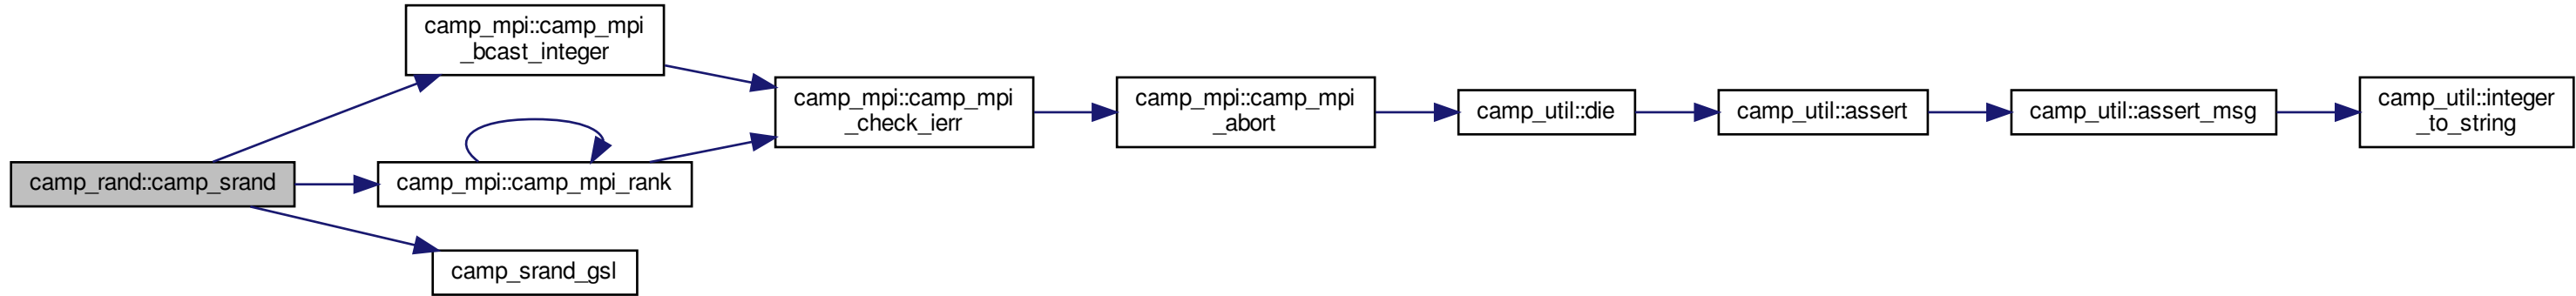 camp_rand::camp_srand
camp_mpi::camp_mpi
_bcast_integer
camp_mpi::camp_mpi_rank
camp_srand_gsl
camp_mpi::camp_mpi
_check_ierr
camp_mpi::camp_mpi
_abort
camp_util::die
camp_util::assert
camp_util::assert_msg
camp_util::integer
_to_string